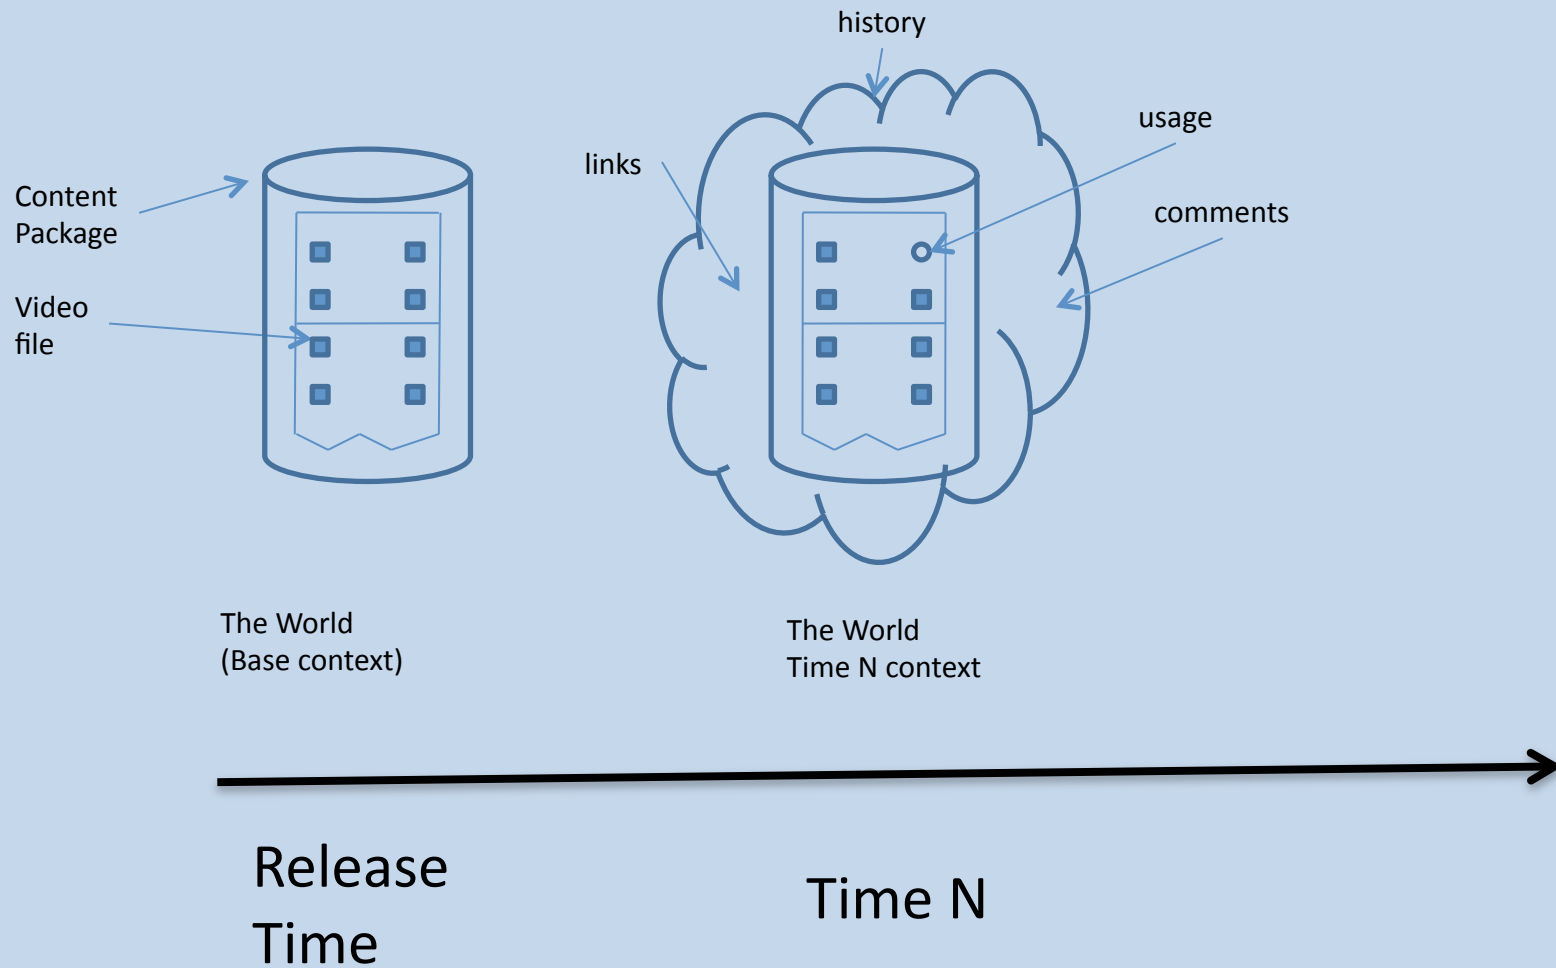 history
usage
links
comments
Content
Package
Video
file
The World
(Base context)
The World
Time N context
Release
Time
Time N